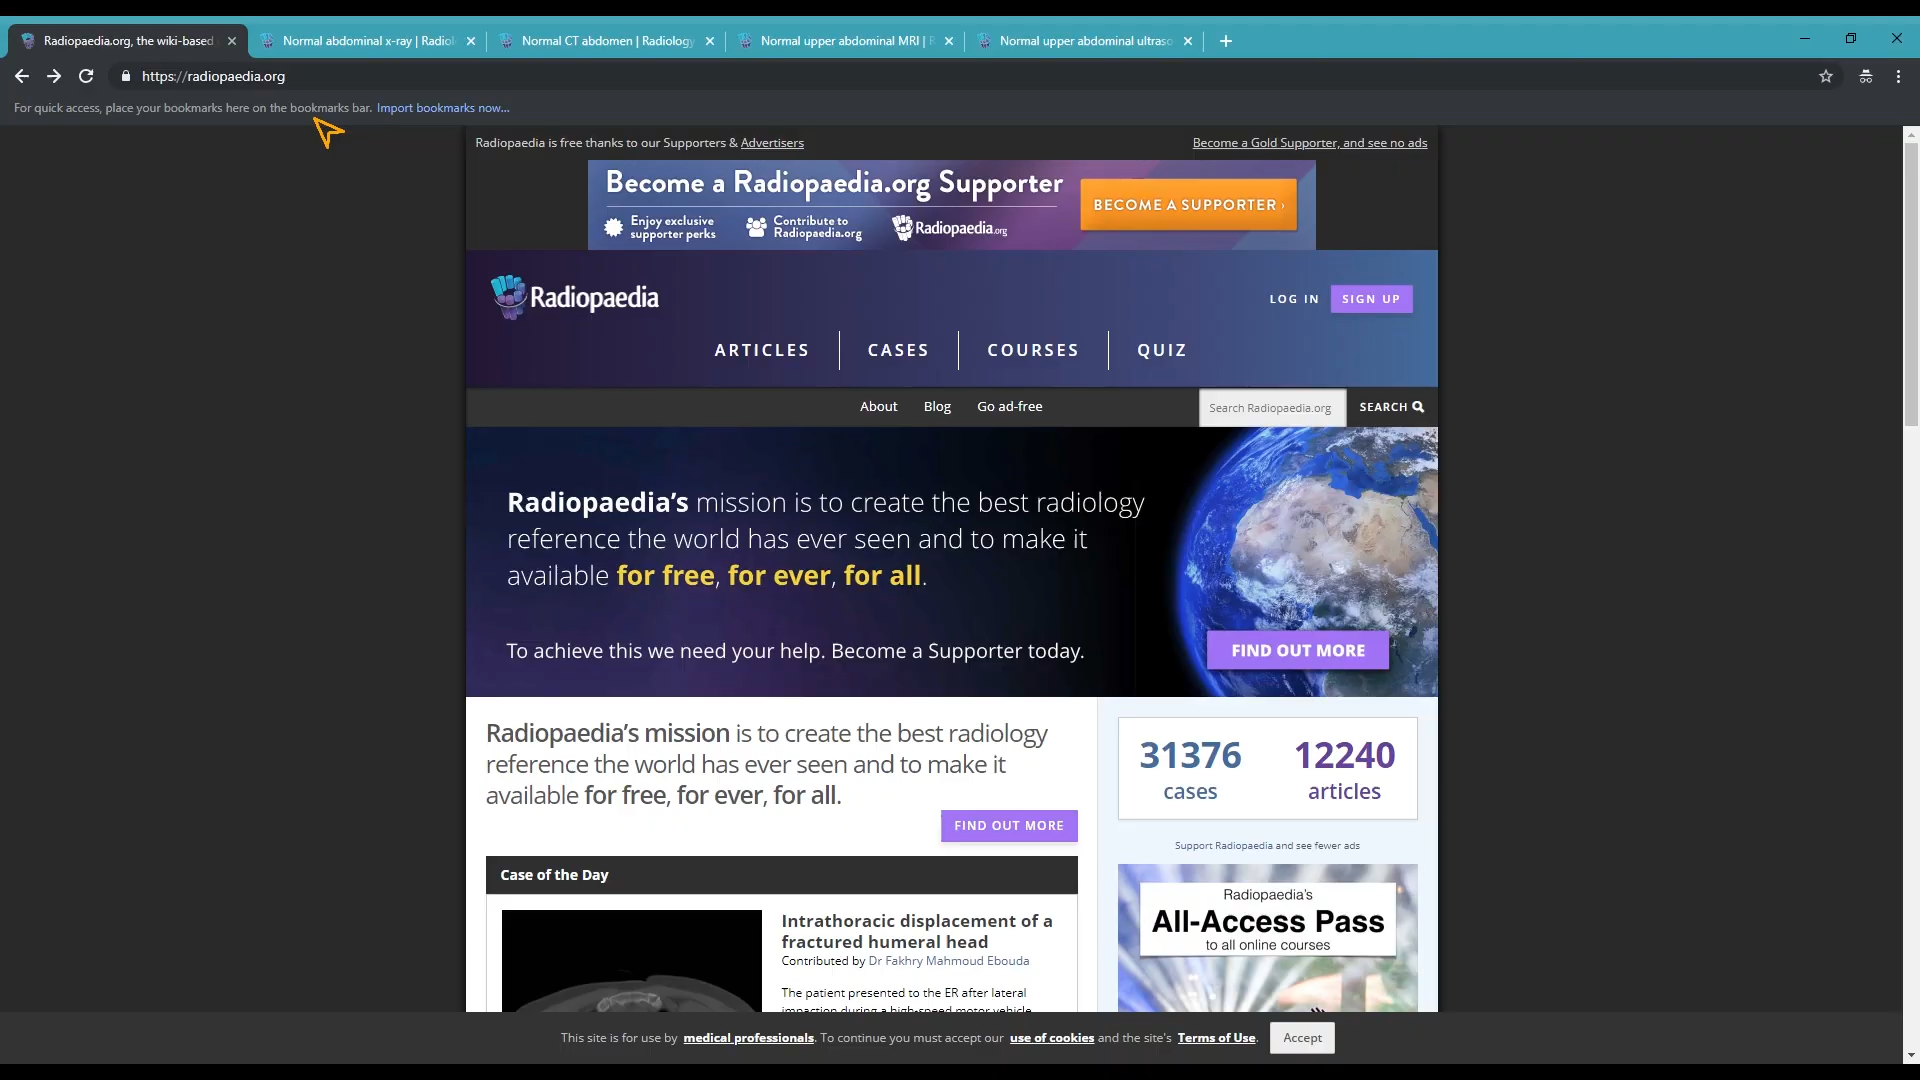 Radiopaedia.org, the wiki-based
Normal abdominal x-ray | Radiol
Normal CT abdomen | Radiology
Normal upper abdominal MRI | R
Normal upper abdominal ultraso
https://radiopaedia.org
For quick access, place your bookmarks here on the bookmarks bar. Import bookmarks now...
Radiopaedia is free thanks to our Supporters & Advertisers
Become a Gold Supporter, and see no ads
Become a Radiopaedia.org Supporter
Enjoy exclusive
supporter perks
Contribute to
Radiopaedia.org
Radiopaedia.org
BECOME A SUPPORTER ›
Radiopaedia
LOG IN
SIGN UP
ARTICLES
CASES
COURSES
QUIZ
About
Blog
Go ad-free
Search Radiopaedia.org
SEARCH
Radiopaedia's mission is to create the best radiology
reference the world has ever seen and to make it
available for free, for ever, for all.
To achieve this we need your help. Become a Supporter today.
FIND OUT MORE
Radiopaedia's mission is to create the best radiology
reference the world has ever seen and to make it
available for free, for ever, for all.
FIND OUT MORE
31376
cases
12240
articles
Support Radiopaedia and see fewer ads
Case of the Day
Intrathoracic displacement of a
fractured humeral head
Contributed by Dr Fakhry Mahmoud Ebouda
The patient presented to the ER after lateral
impaction during a high-speed motor vehicle
Radiopaedia's
All-Access Pass
to all online courses
This site is for use by medical professionals. To continue you must accept our use of cookies and the site's Terms of Use.
Accept